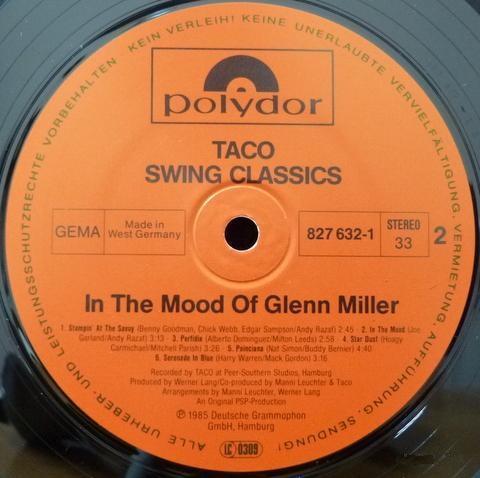 ALLE URHEBER- UND LEISTUNGSSCHUTZRECHTE VORBEHALTEN · KEIN VERLEIH! KEINE UNERLAUBTE VERVIELFÄLTIGUNG, VERMIETUNG, AUFFÜHRUNG, SENDUNG!
polydor
TACO
SWING CLASSICS
GEMA
Made in
West Germany
827 632-1
STEREO
33
2
In The Mood Of Glenn Miller
1. Stompin' At The Savoy (Benny Goodman, Chick Webb, Edgar Sampson/Andy Razaf) 2:45 · 2. In The Mood (Joe
Garland/Andy Razaf) 3:13 · 3. Perfidia (Alberto Dominguez/Milton Leeds) 2:58 · 4. Star Dust (Hoagy
Carmichael/Mitchell Parish) 3:26 · 5. Poinciana (Nat Simon/Buddy Bernier) 4:40
6. Serenade In Blue (Harry Warren/Mack Gordon) 3:16
Recorded by TACO at Peer-Southern Studios, Hamburg
Produced by Werner Lang/Co-produced by Manni Leuchter & Taco
Arrangements by Manni Leuchter, Werner Lang
An Original PSP-Production
℗ 1985 Deutsche Grammophon
GmbH, Hamburg
LC 0309